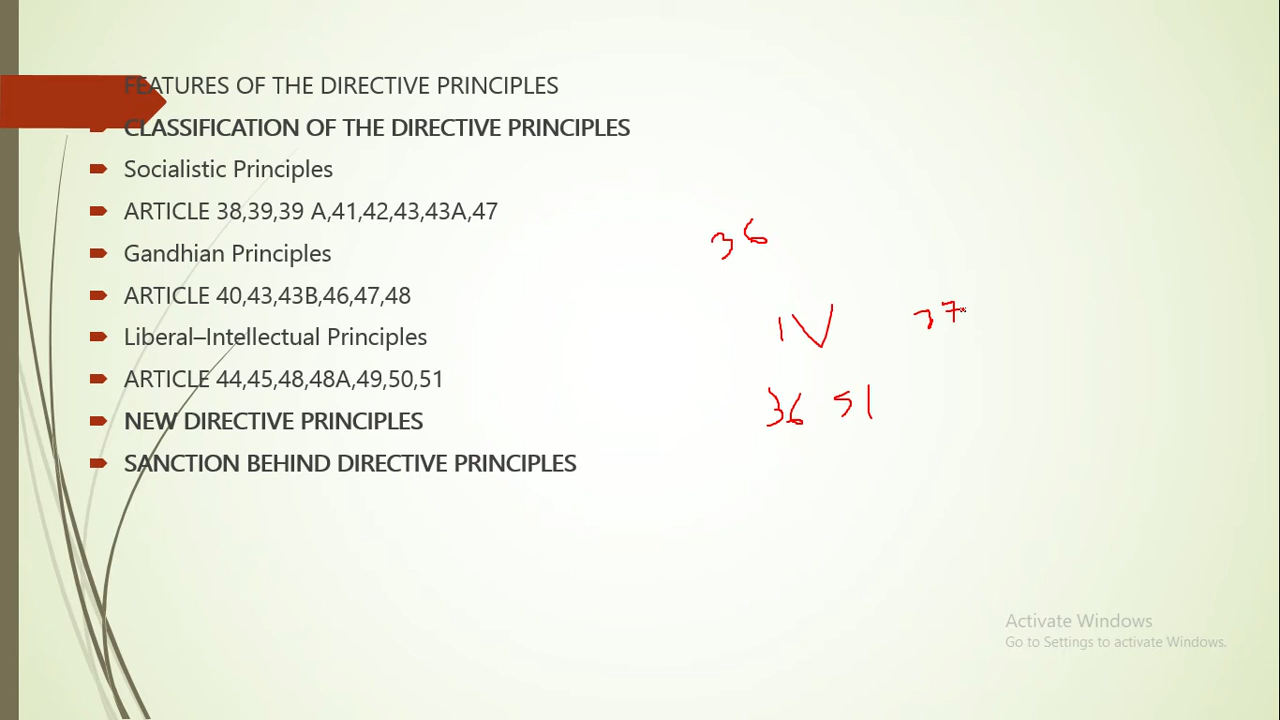 FEATURES OF THE DIRECTIVE PRINCIPLES
CLASSIFICATION OF THE DIRECTIVE PRINCIPLES
Socialistic Principles
ARTICLE 38,39,39 A,41,42,43,43A,47
Gandhian Principles
ARTICLE 40,43,43B,46,47,48
Liberal–Intellectual Principles
ARTICLE 44,45,48,48A,49,50,51
NEW DIRECTIVE PRINCIPLES
SANCTION BEHIND DIRECTIVE PRINCIPLES
36
IV 37
36 51
Activate Windows
Go to Settings to activate Windows.